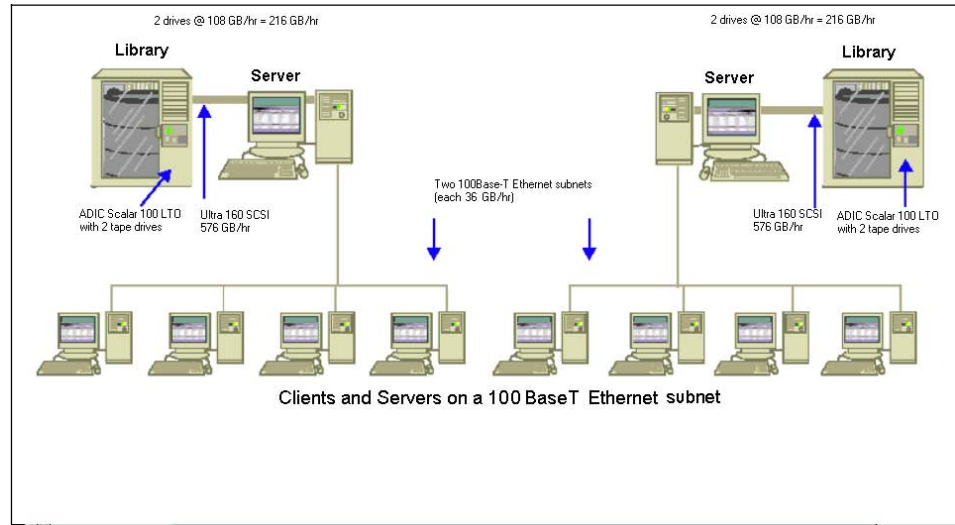 2 drives @ 108 GB/hr = 216 GB/hr
2 drives @ 108 GB/hr = 216 GB/hr
Library
Server
Server
Library
Two 100Base-T Ethernet subnets
(each 36 GB/hr)
ADIC Scalar 100 LTO
with 2 tape drives
Ultra 160 SCSI
576 GB/hr
Ultra 160 SCSI
576 GB/hr
ADIC Scalar 100 LTO
with 2 tape drives
Clients and Servers on a 100 BaseT Ethernet subnet